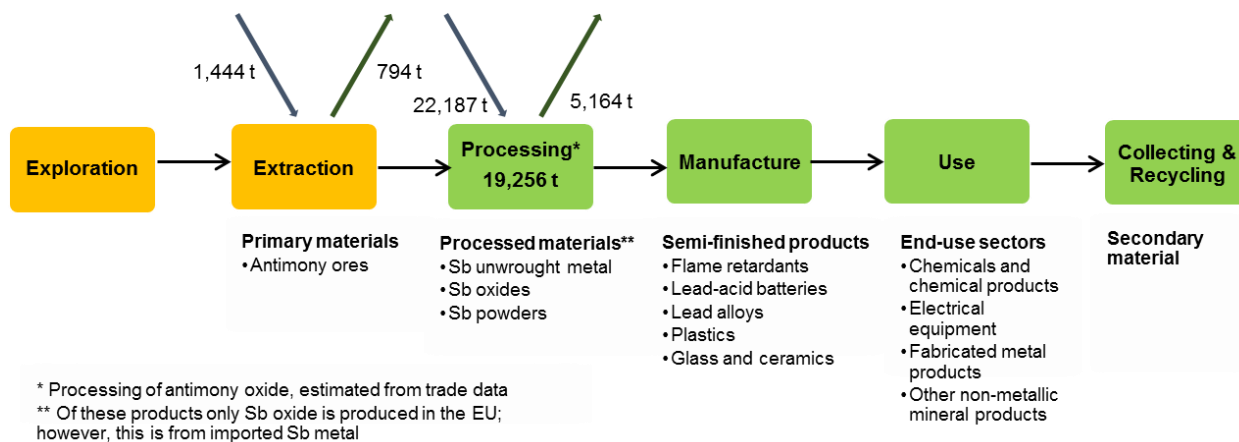 1,444 t
794 t
22,187 t
5,164 t
Exploration
Extraction
Processing*
19,256 t
Manufacture
Use
Collecting &
Recycling
Primary materials
•Antimony ores
Processed materials**
•Sb unwrought metal
•Sb oxides
•Sb powders
Semi-finished products
•Flame retardants
•Lead-acid batteries
•Lead alloys
•Plastics
•Glass and ceramics
End-use sectors
•Chemicals and
chemical products
•Electrical
equipment
•Fabricated metal
products
•Other non-metallic
mineral products
Secondary
material
* Processing of antimony oxide, estimated from trade data
** Of these products only Sb oxide is produced in the EU;
however, this is from imported Sb metal